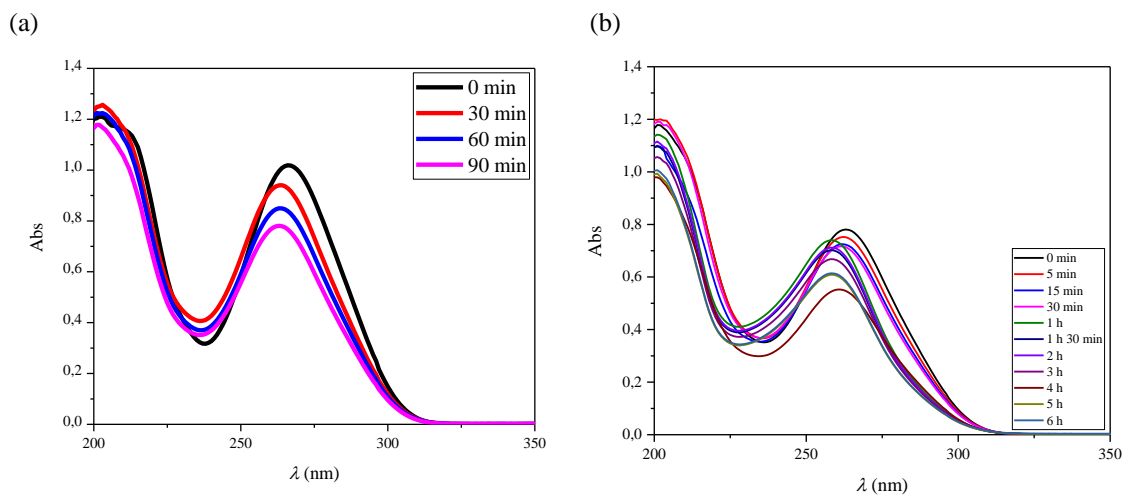 (a)
(b)
1,4
1,2
1,0
0,8
0,6
0,4
0,2
0,0
200
250
300
350
Abs
λ (nm)
0 min
30 min
60 min
90 min
1,4
1,2
1,0
0,8
0,6
0,4
0,2
0,0
200
250
300
350
Abs
λ (nm)
0 min
5 min
15 min
30 min
1 h
1 h 30 min
2 h
3 h
4 h
5 h
6 h